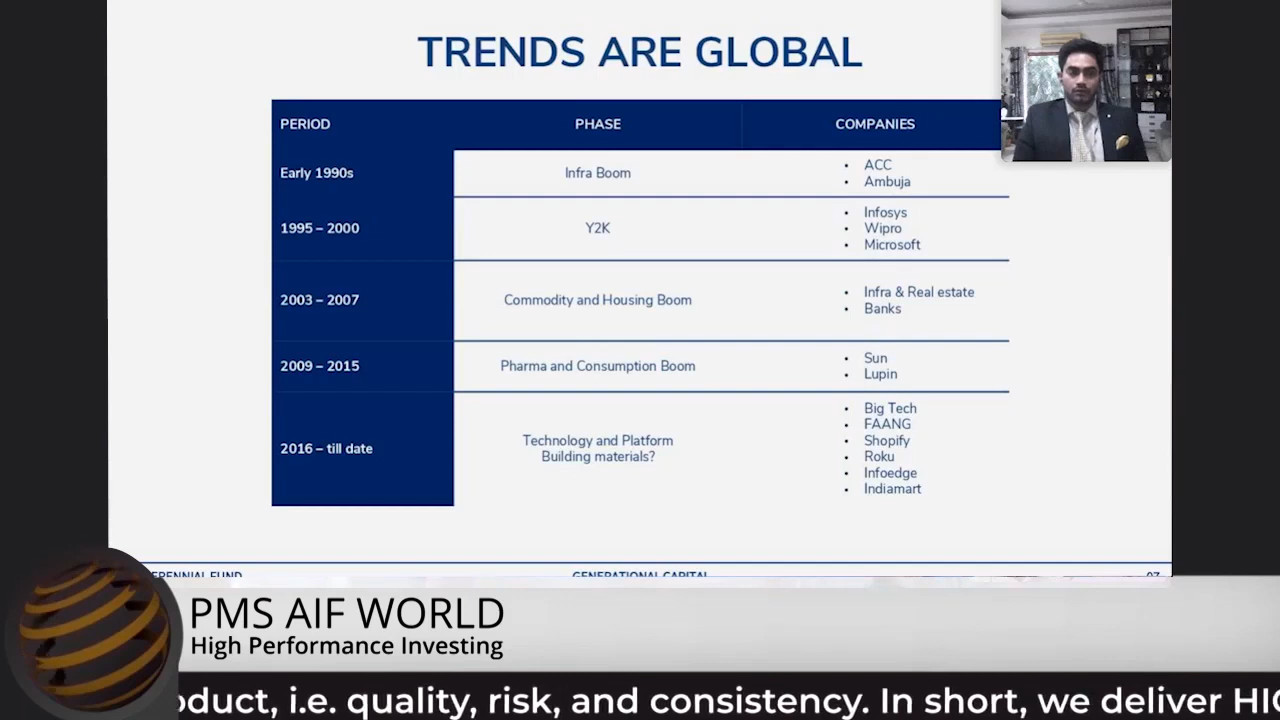 TRENDS ARE GLOBAL
PERIOD PHASE COMPANIES
Early 1990s Infra Boom
• ACC
• Ambuja
1995 – 2000 Y2K
• Infosys
• Wipro
• Microsoft
2003 – 2007 Commodity and Housing Boom
• Infra & Real estate
• Banks
2009 – 2015 Pharma and Consumption Boom
• Sun
• Lupin
2016 – till date
Technology and Platform
Building materials?
• Big Tech
• FAANG
• Shopify
• Roku
• Infoedge
• Indiamart
FUND GENERATIONAL CAPITAL 07
PMS AIF WORLD
High Performance Investing
i.e. quality, risk, and consistency. In short, we deliver